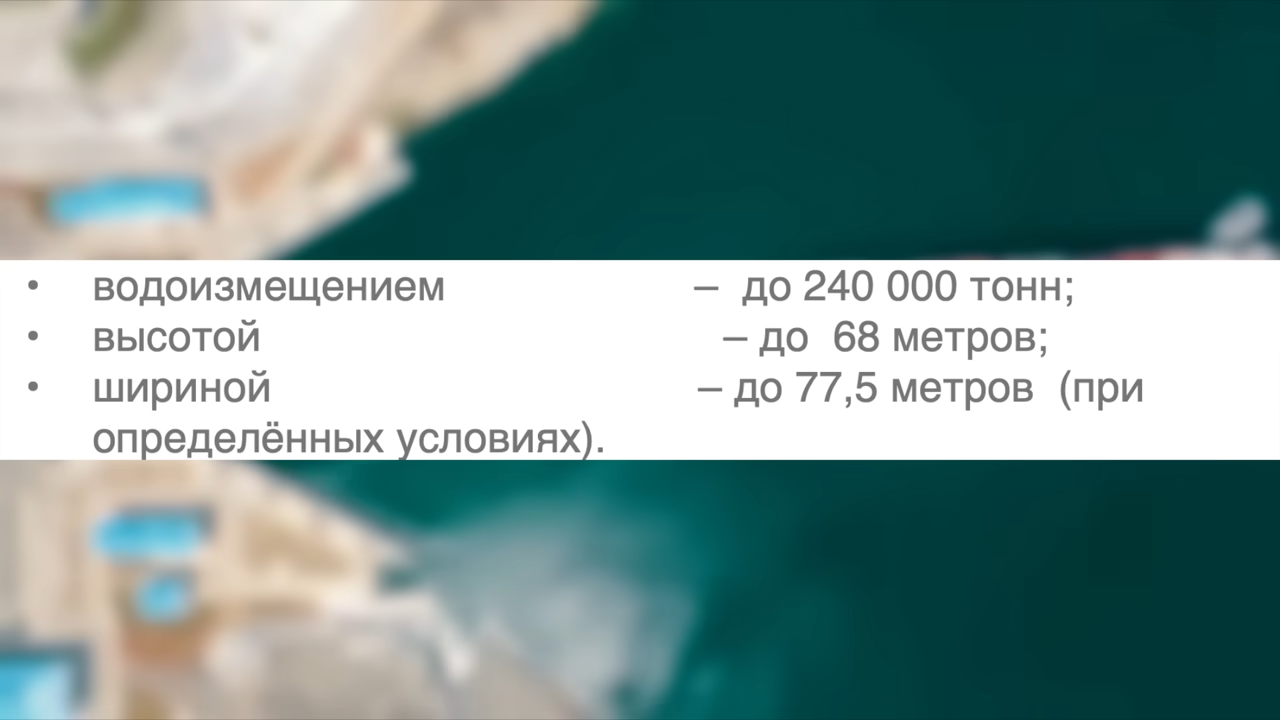 • водоизмещением – до 240 000 тонн;
• высотой – до 68 метров;
• шириной – до 77,5 метров (при
определённых условиях).